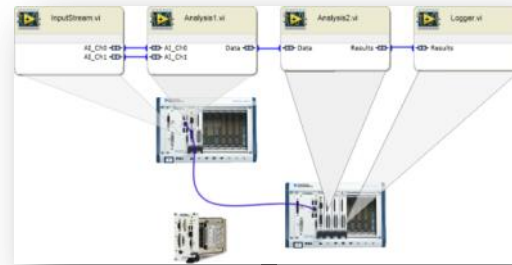 InputStream.vi
Analysis1.vi
Analysis2.vi
Logger.vi
AI_Ch0
AI_Ch0
Data
Data
Results
Results
AI_Ch1
AI_Ch1